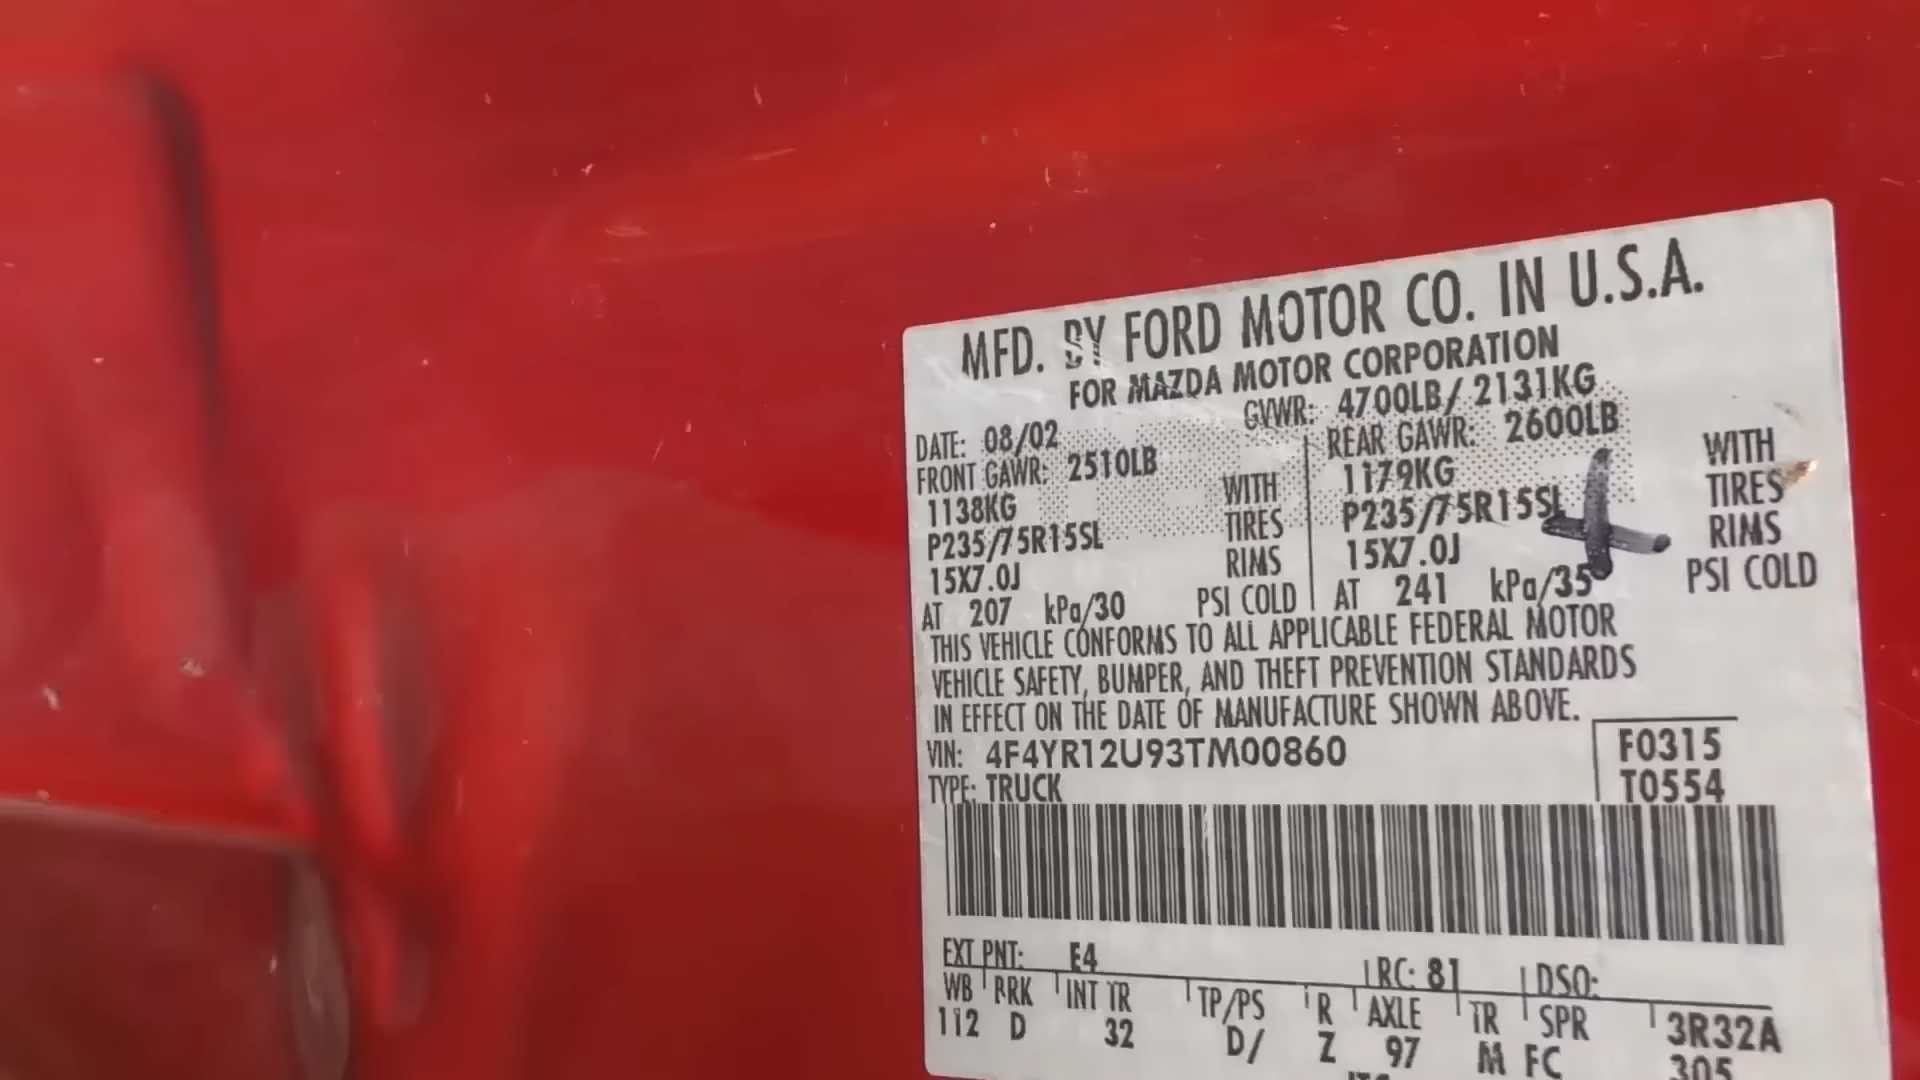 MFD. BY FORD MOTOR CO. IN U.S.A.
FOR MAZDA MOTOR CORPORATION
DATE: 08/02 GVWR: 4700LB/ 2131KG
FRONT GAWR: 2510LB REAR GAWR: 2600LB
1138KG WITH 1179KG WITH
P235/75R15SL TIRES P235/75R15SL TIRES
15X7.0J RIMS 15X7.0J RIMS
AT 207 kPa/30 PSI COLD AT 241 kPa/35 PSI COLD
THIS VEHICLE CONFORMS TO ALL APPLICABLE FEDERAL MOTOR
VEHICLE SAFETY, BUMPER, AND THEFT PREVENTION STANDARDS
IN EFFECT ON THE DATE OF MANUFACTURE SHOWN ABOVE.
VIN: 4F4YR12U93TM00860 F0315
TYPE: TRUCK T0554
EXT PNT: E4 RC: 81 DSO:
WB BRK INT TR TP/PS R AXLE TR SPR 3R32A
112 D 32 D/ Z 97 M FC 305